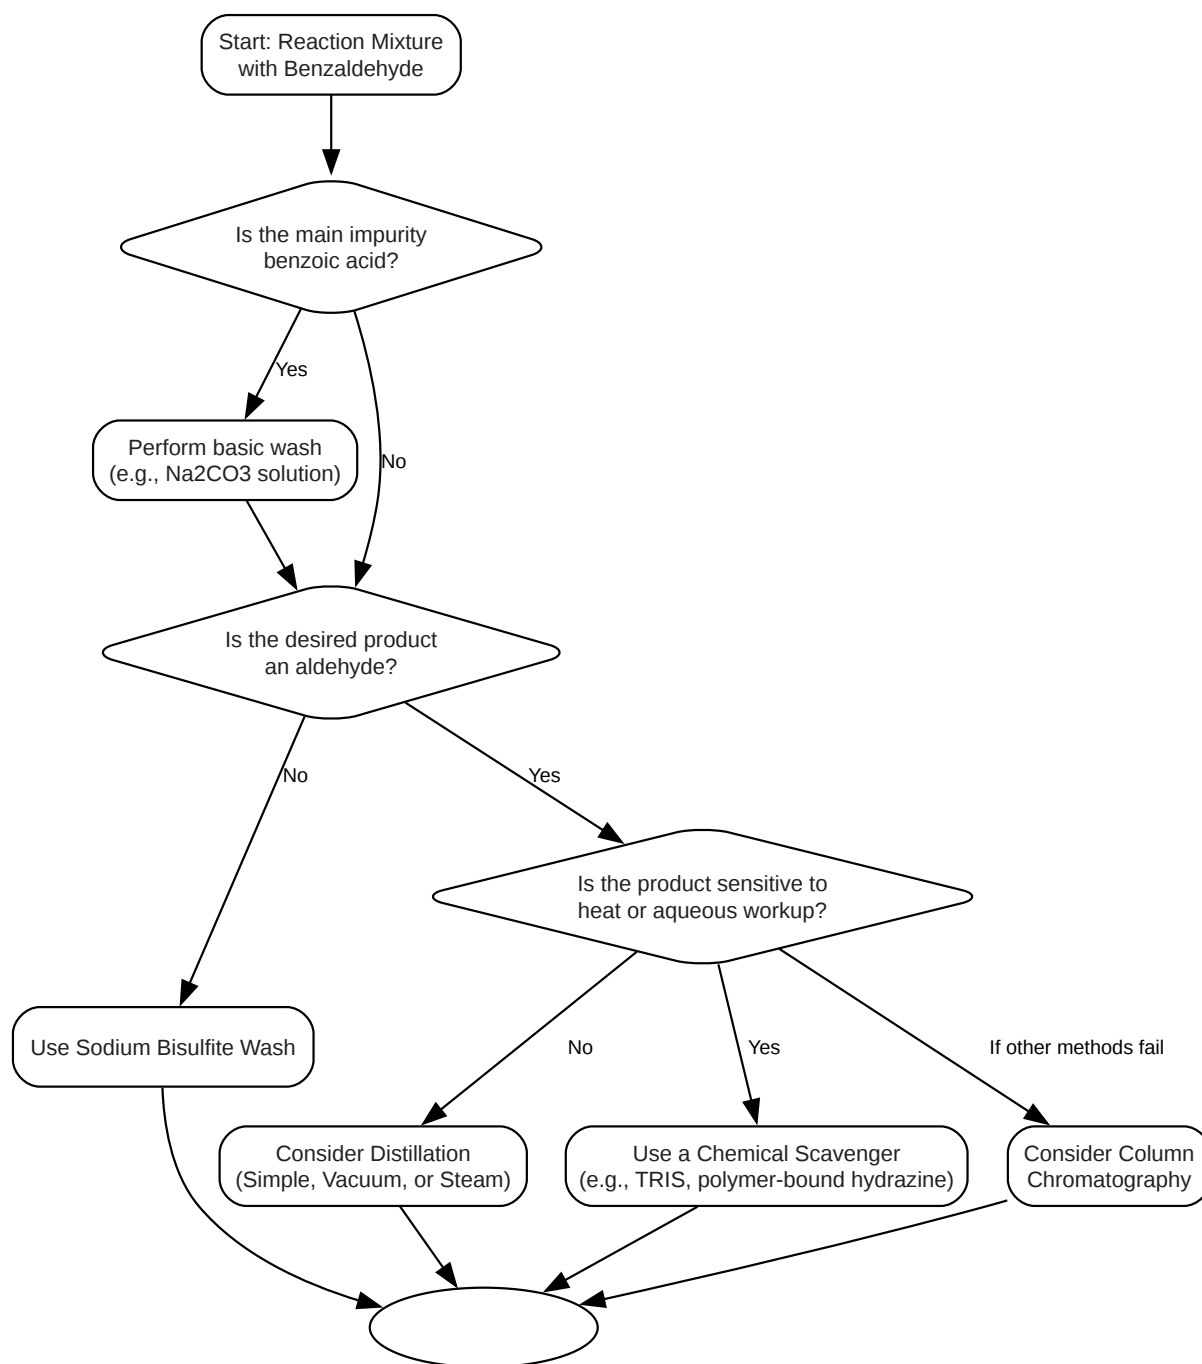 Start: Reaction Mixture
with Benzaldehyde
Is the main impurity
benzoic acid?
Yes
Perform basic wash
(e.g., Na2CO3 solution)
No
Is the desired product
an aldehyde?
No
Yes
Is the product sensitive to
heat or aqueous workup?
Use Sodium Bisulfite Wash
No
Yes
If other methods fail
Consider Distillation
(Simple, Vacuum, or Steam)
Use a Chemical Scavenger
(e.g., TRIS, polymer-bound hydrazine)
Consider Column
Chromatography